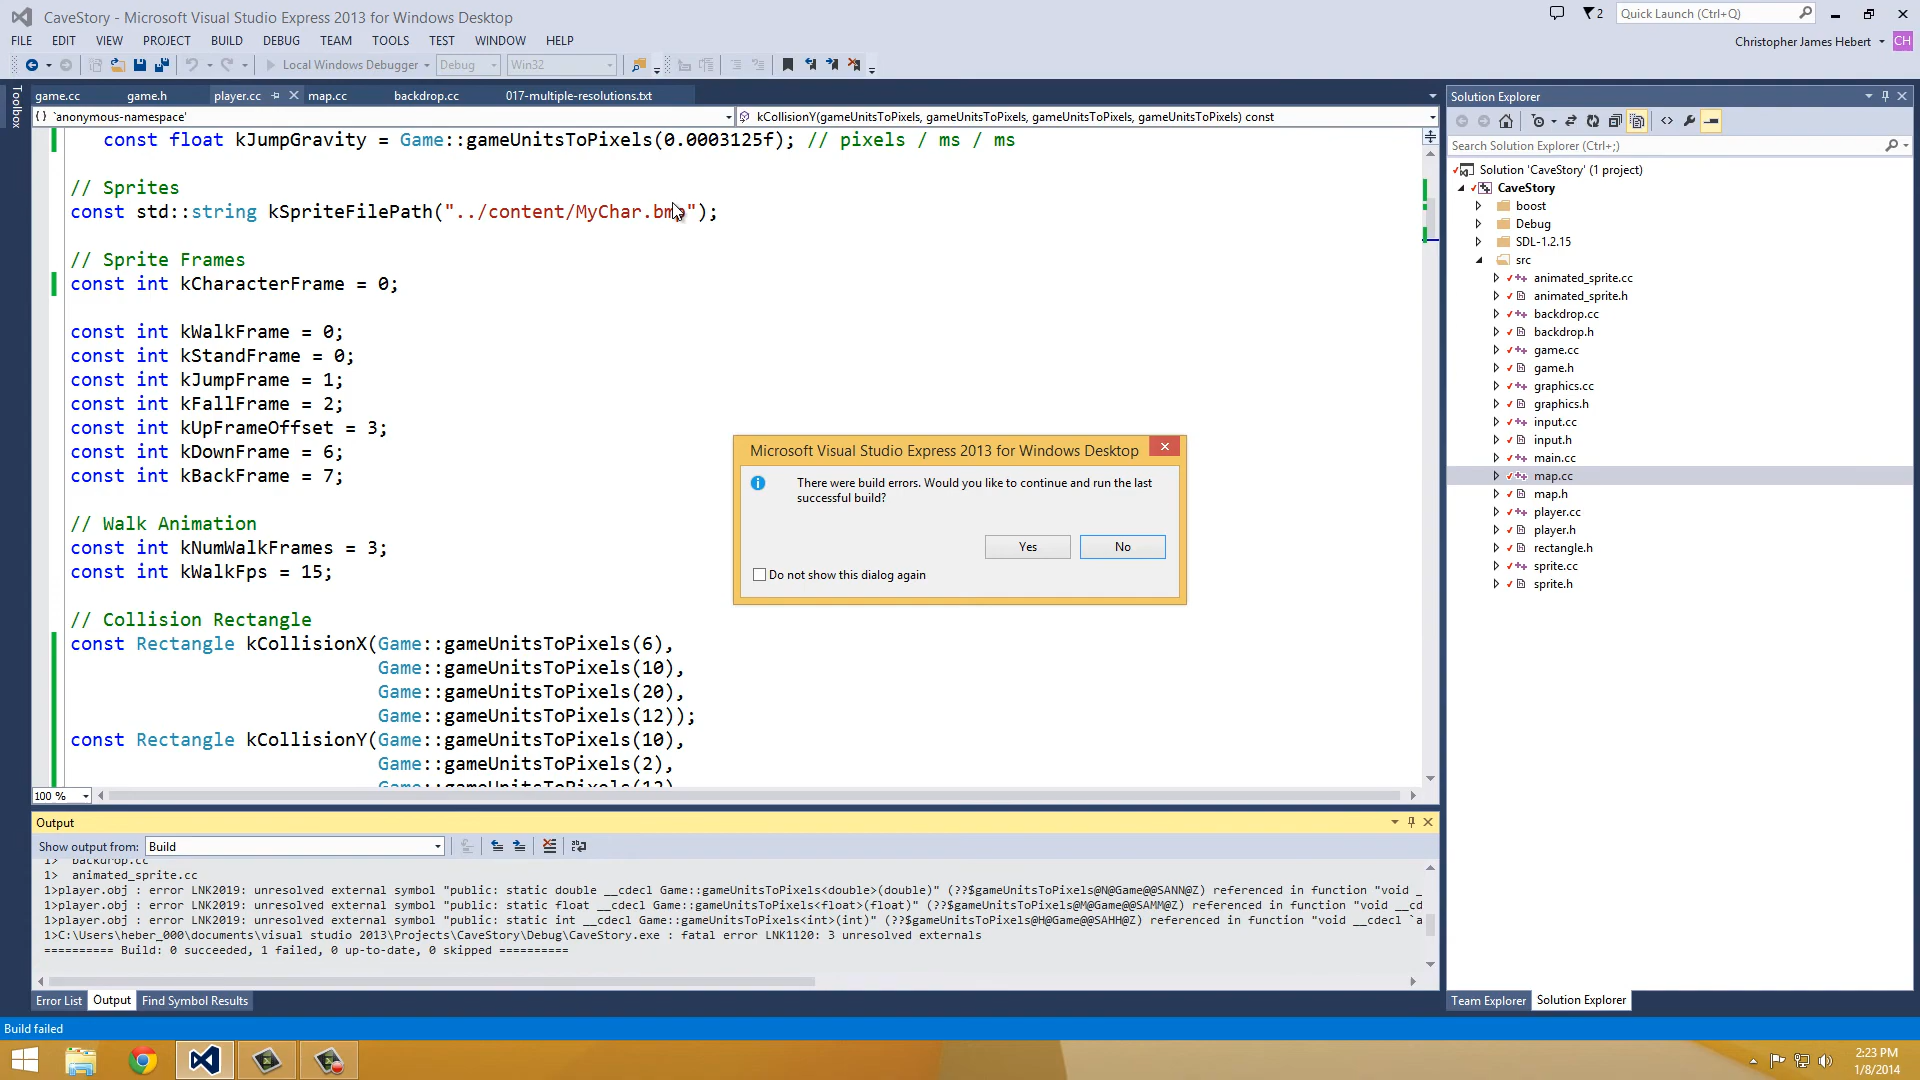 CaveStory - Microsoft Visual Studio Express 2013 for Windows Desktop
2
Quick Launch (Ctrl+Q)
FILE EDIT VIEW PROJECT BUILD DEBUG TEAM TOOLS TEST WINDOW HELP
Christopher James Hebert
CH
Local Windows Debugger
Debug
Win32
Toolbox
game.cc
game.h
player.cc
map.cc
backdrop.cc
017-multiple-resolutions.txt
{ } `anonymous-namespace'
kCollisionY(gameUnitsToPixels, gameUnitsToPixels, gameUnitsToPixels, gameUnitsToPixels) const
const float kJumpGravity = Game::gameUnitsToPixels(0.0003125f); // pixels / ms / ms
// Sprites
const std::string kSpriteFilePath("../content/MyChar.bmp");
// Sprite Frames
const int kCharacterFrame = 0;
const int kWalkFrame = 0;
const int kStandFrame = 0;
const int kJumpFrame = 1;
const int kFallFrame = 2;
const int kUpFrameOffset = 3;
const int kDownFrame = 6;
const int kBackFrame = 7;
// Walk Animation
const int kNumWalkFrames = 3;
const int kWalkFps = 15;
// Collision Rectangle
const Rectangle kCollisionX(Game::gameUnitsToPixels(6),
Game::gameUnitsToPixels(10),
Game::gameUnitsToPixels(20),
Game::gameUnitsToPixels(12));
const Rectangle kCollisionY(Game::gameUnitsToPixels(10),
Game::gameUnitsToPixels(2),
Game::gameUnitsToPixels(12),
100 %
Microsoft Visual Studio Express 2013 for Windows Desktop
There were build errors. Would you like to continue and run the last
successful build?
Yes
No
Do not show this dialog again
Output
Show output from: Build
1> backdrop.cc
1> animated_sprite.cc
1>player.obj : error LNK2019: unresolved external symbol "public: static double __cdecl Game::gameUnitsToPixels<double>(double)" (??$gameUnitsToPixels@N@Game@@SANN@Z) referenced in function "void _
1>player.obj : error LNK2019: unresolved external symbol "public: static float __cdecl Game::gameUnitsToPixels<float>(float)" (??$gameUnitsToPixels@M@Game@@SAMM@Z) referenced in function "void __cd
1>player.obj : error LNK2019: unresolved external symbol "public: static int __cdecl Game::gameUnitsToPixels<int>(int)" (??$gameUnitsToPixels@H@Game@@SAHH@Z) referenced in function "void __cdecl `a
1>C:\Users\heber_000\documents\visual studio 2013\Projects\CaveStory\Debug\CaveStory.exe : fatal error LNK1120: 3 unresolved externals
========== Build: 0 succeeded, 1 failed, 0 up-to-date, 0 skipped ==========
Error List
Output
Find Symbol Results
Build failed
Solution Explorer
Search Solution Explorer (Ctrl+;)
Solution 'CaveStory' (1 project)
CaveStory
boost
Debug
SDL-1.2.15
src
animated_sprite.cc
animated_sprite.h
backdrop.cc
backdrop.h
game.cc
game.h
graphics.cc
graphics.h
input.cc
input.h
main.cc
map.cc
map.h
player.cc
player.h
rectangle.h
sprite.cc
sprite.h
Team Explorer
Solution Explorer
2:23 PM
1/8/2014